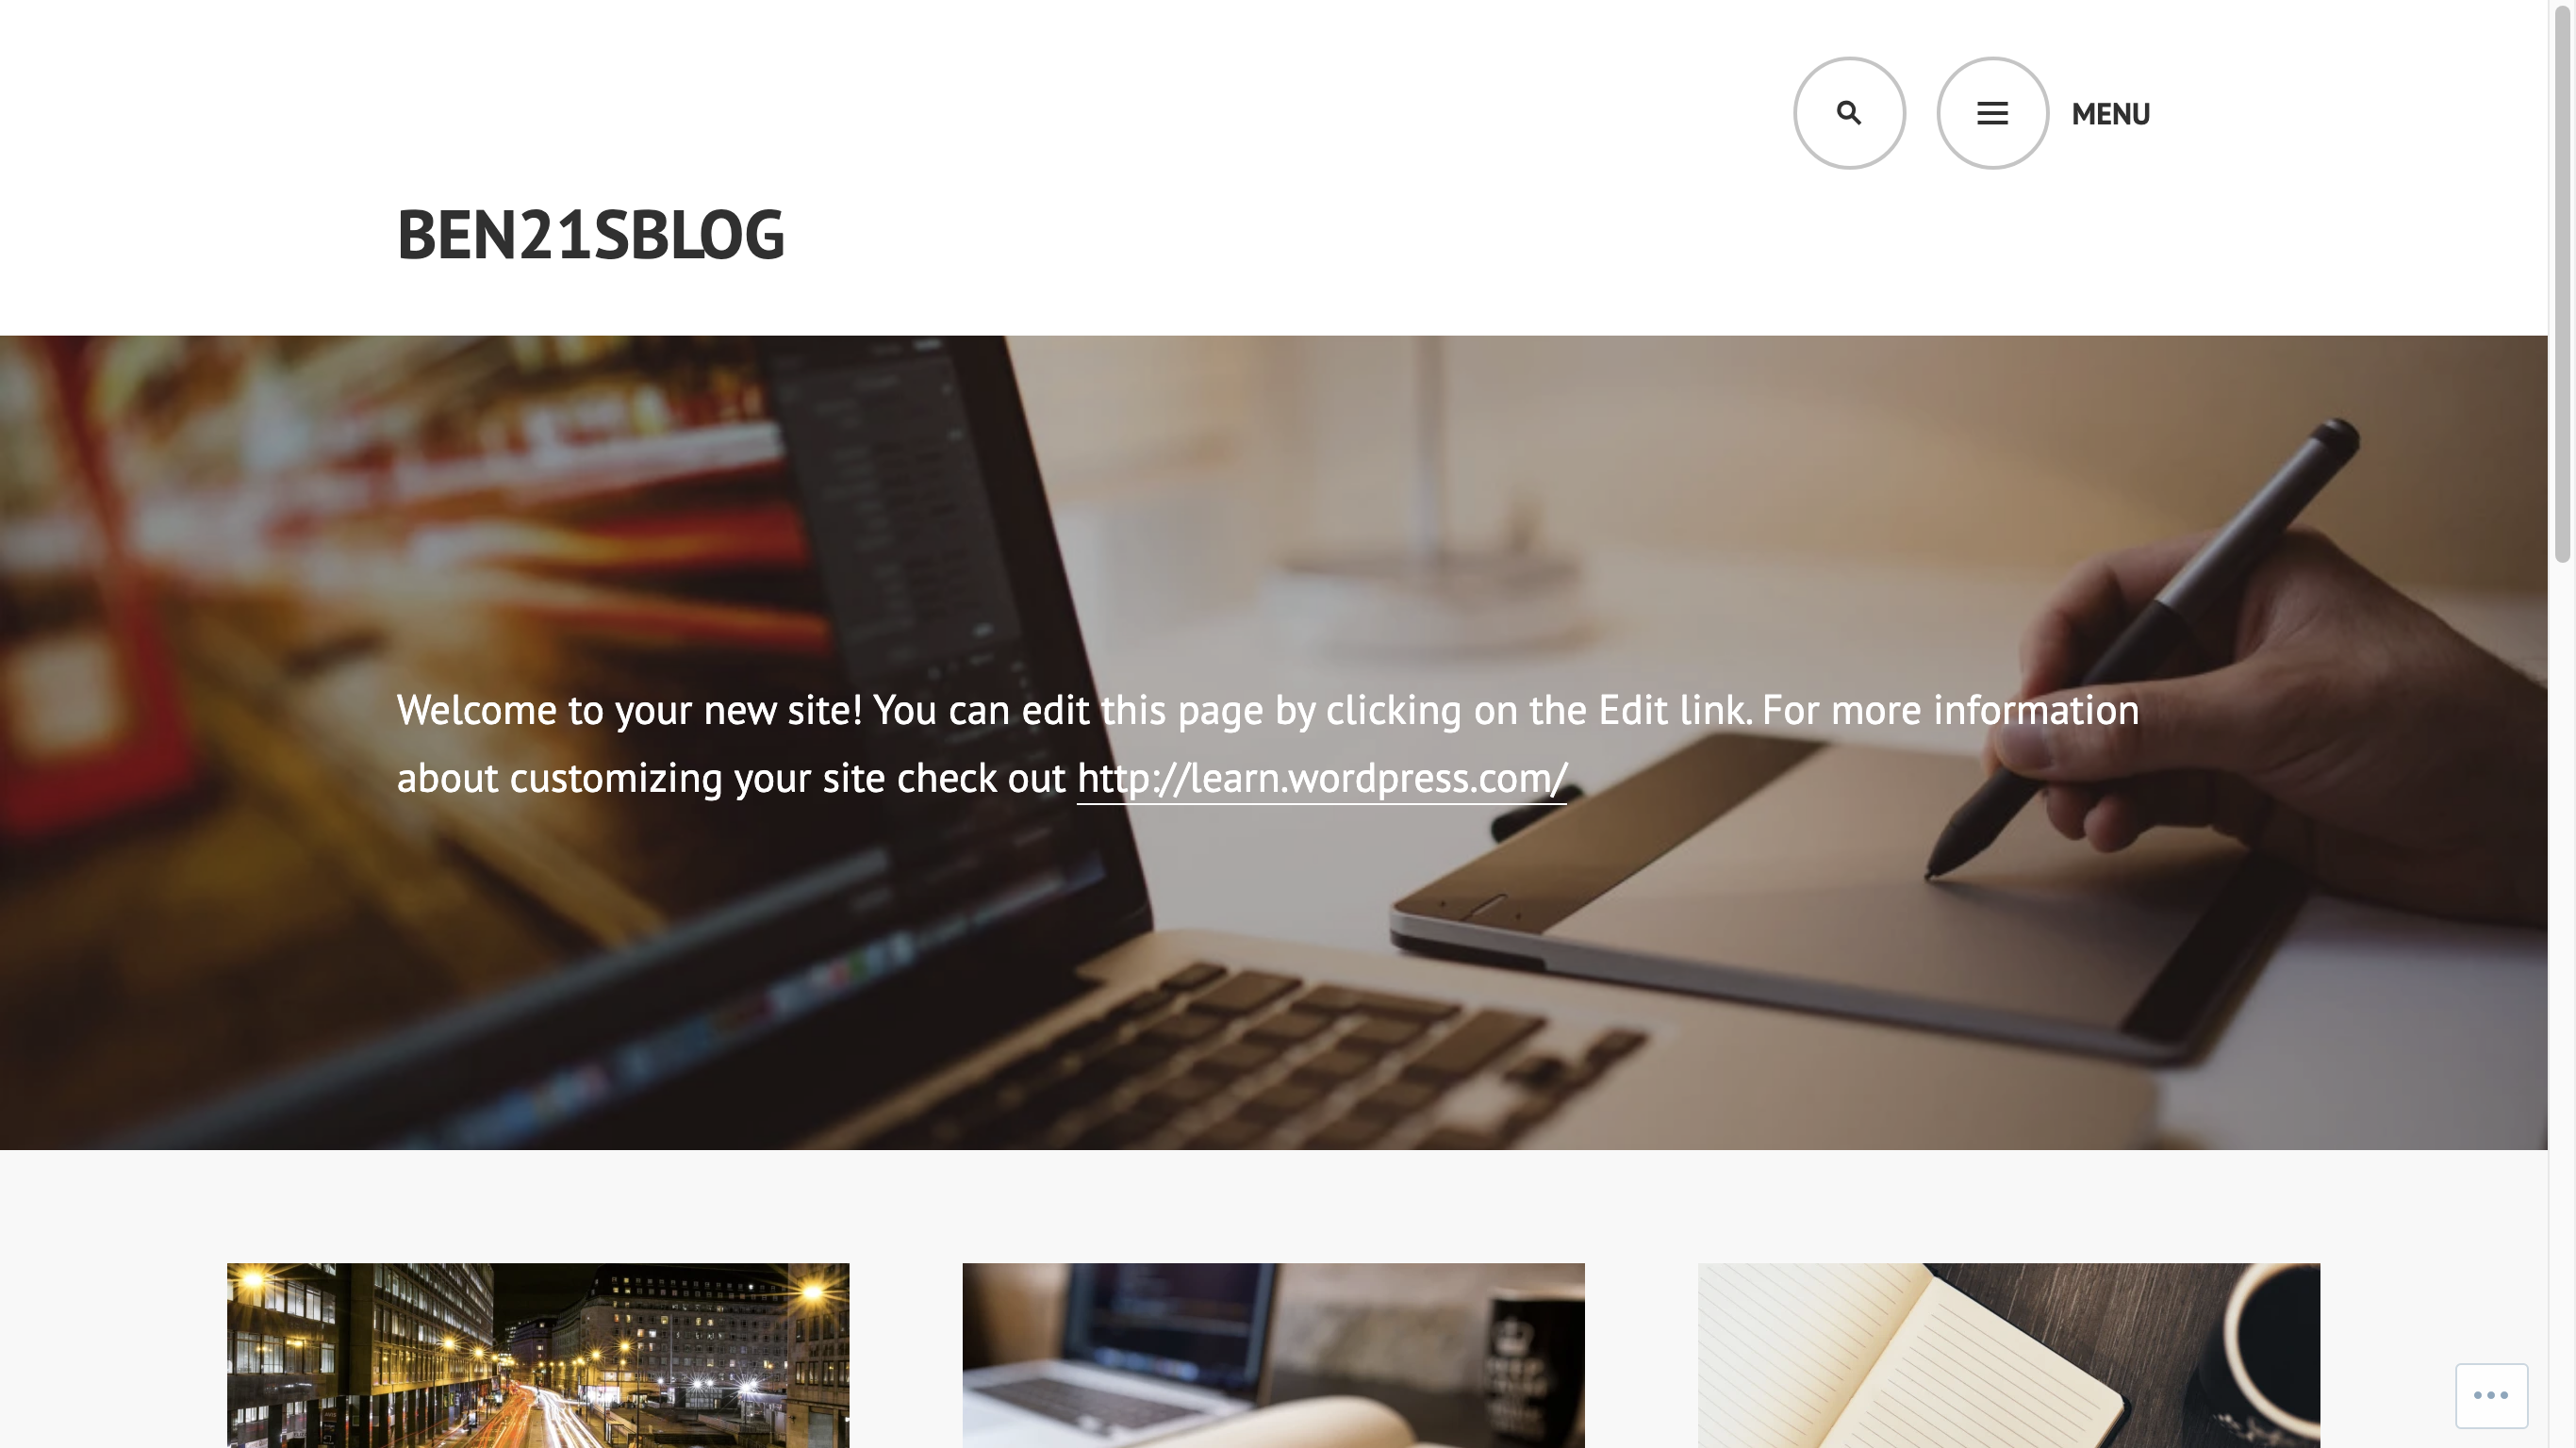 MENU
BEN21SBLOG
Welcome to your new site! You can edit this page by clicking on the Edit link. For more information
about customizing your site check out http://learn.wordpress.com/